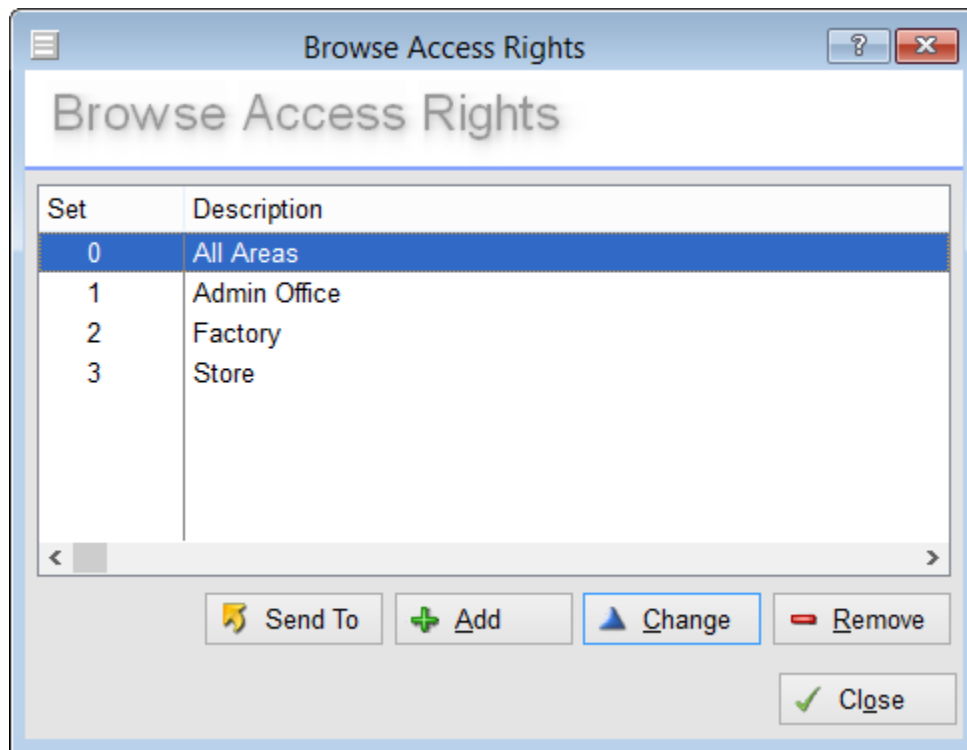 Browse Access Rights ?
Browse Access Rights
Set Description
0 All Areas
1 Admin Office
2 Factory
3 Store
Send To Add Change Remove
Close